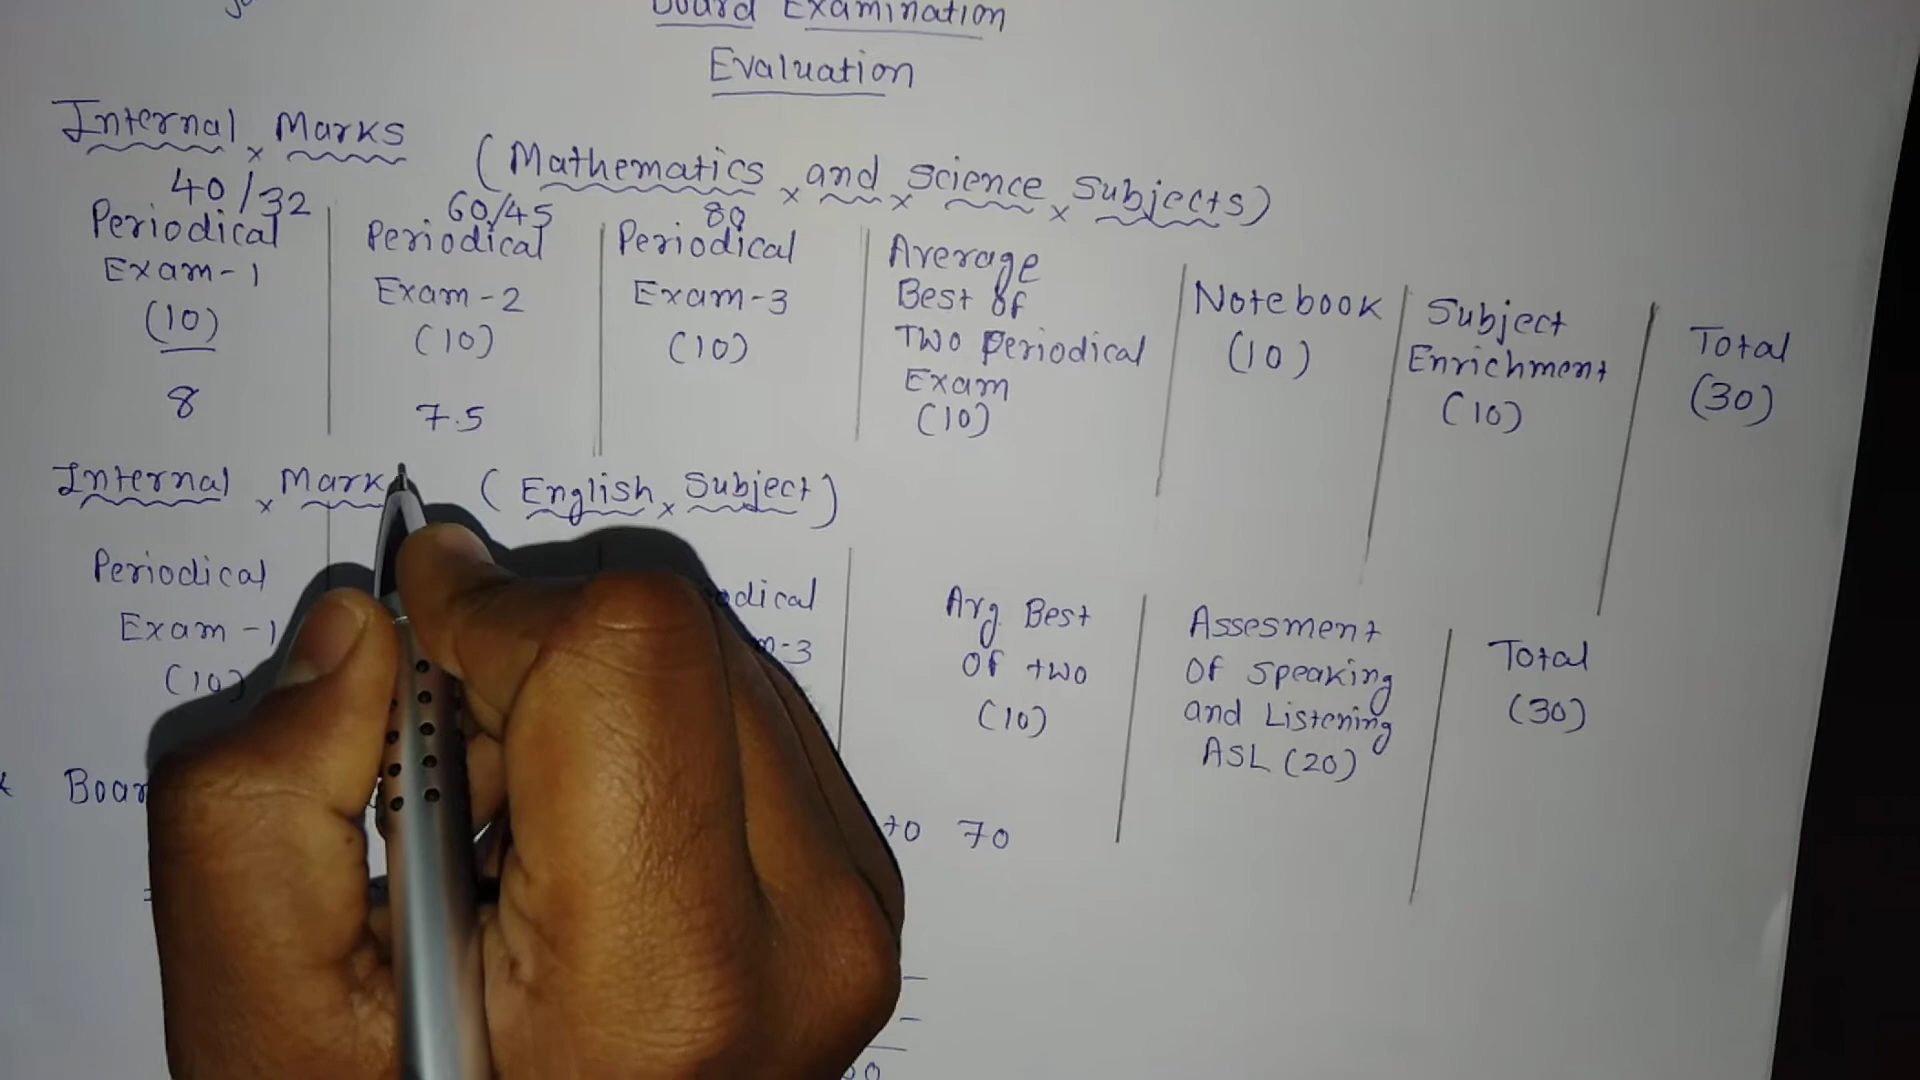 Board Examination
Evaluation
Internal Marks (Mathematics and Science Subjects)
40/32 60/45 80
Periodical Exam-1 (10) 8
Periodical Exam-2 (10) 7.5
Periodical Exam-3 (10)
Average Best of Two Periodical Exam (10)
Notebook (10)
Subject Enrichment (10)
Total (30)
Internal Mark (English Subject)
Periodical Exam-1 (10)
Avg. Best Of two (10)
Assesment Of Speaking and Listening ASL (20)
Total (30)
to 70